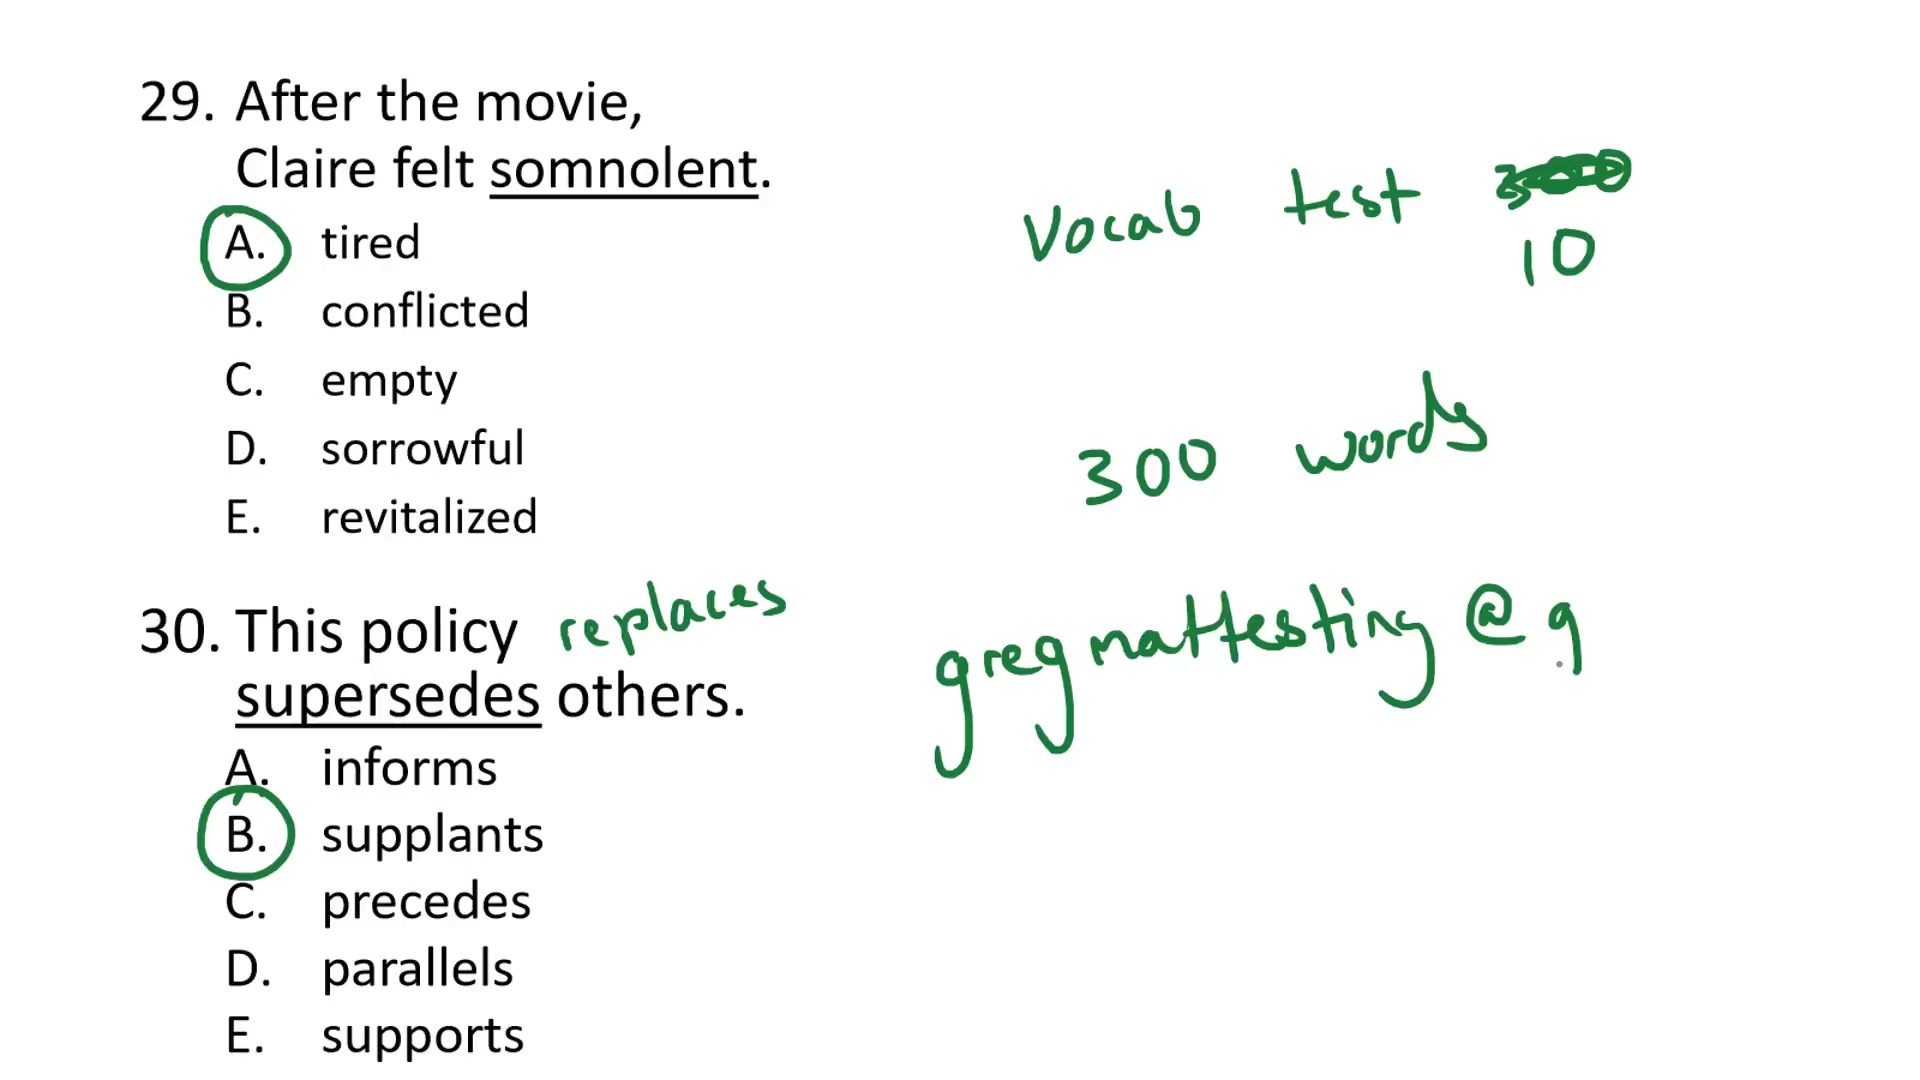 29. After the movie,
Claire felt somnolent.
A. tired
B. conflicted
C. empty
D. sorrowful
E. revitalized
30. This policy replaces
supersedes others.
A. informs
B. supplants
C. precedes
D. parallels
E. supports
Vocab test
10
300 words
gregmattesting @ g